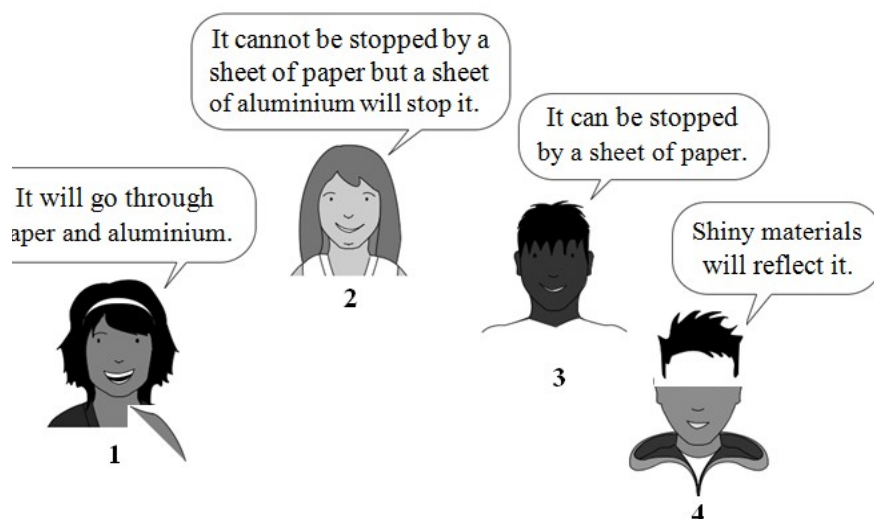 It will go through
aper and aluminium.
1
It cannot be stopped by a
sheet of paper but a sheet
of aluminium will stop it.
2
It can be stopped
by a sheet of paper.
3
Shiny materials
will reflect it.
4